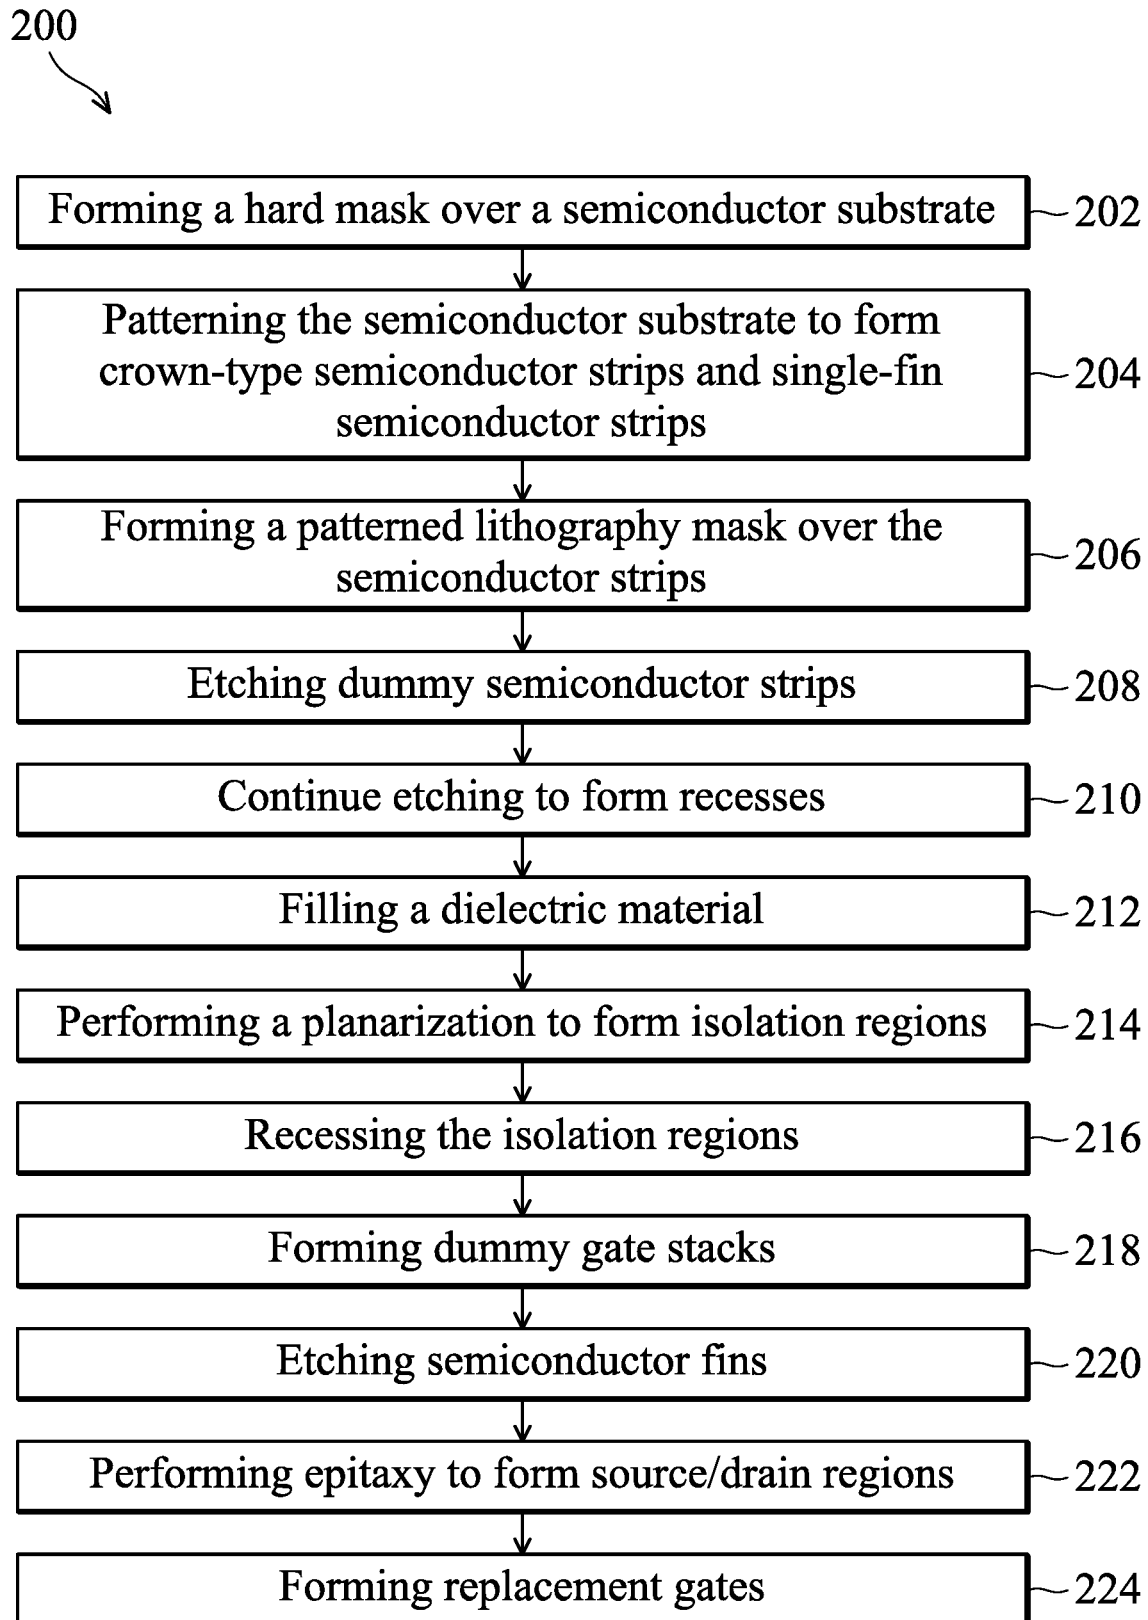 200
Forming a hard mask over a semiconductor substrate
202
Patterning the semiconductor substrate to form
crown-type semiconductor strips and single-fin
semiconductor strips
204
Forming a patterned lithography mask over the
semiconductor strips
206
Etching dummy semiconductor strips
208
Continue etching to form recesses
210
Filling a dielectric material
212
Performing a planarization to form isolation regions
214
Recessing the isolation regions
216
Forming dummy gate stacks
218
Etching semiconductor fins
220
Performing epitaxy to form source/drain regions
222
Forming replacement gates
224